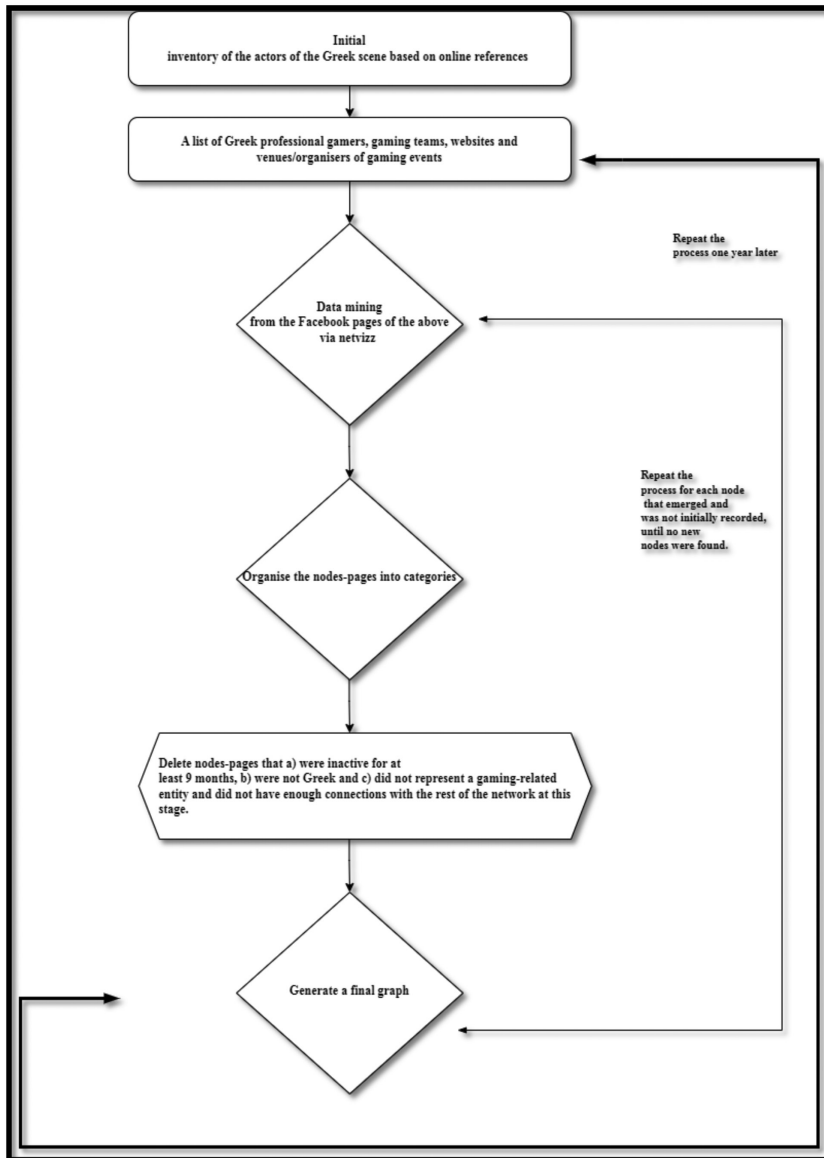 Initial
inventory of the actors of the Greek scene based on online references
A list of Greek professional gamers, gaming teams, websites and
venues/organisers of gaming events
Repeat the
process one year later
Data mining
from the Facebook pages of the above
via netvizz
Repeat the
process for each node
that emerged and
was not initially recorded,
until no new
nodes were found.
Organise the nodes-pages into categories
Delete nodes-pages that a) were inactive for at
least 9 months, b) were not Greek and c) did not represent a gaming-related
entity and did not have enough connections with the rest of the network at this
stage.
Generate a final graph